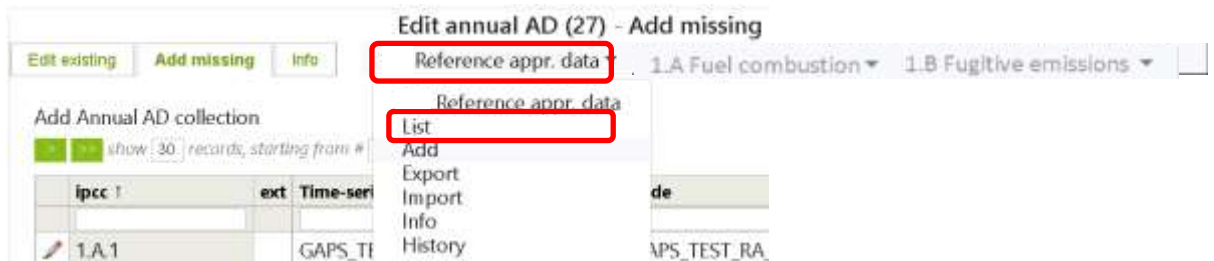 Edit annual AD (27) - Add missing
Edit existing Add missing Info Reference appr. data 1.A Fuel combustion 1.B Fugitive emissions
Reference appr. data
Add Annual AD collection
List
show 30 records, starting from #
Add
Export
ipcc ↑ ext Time-seri de
Import
Info
1.A.1 GAPS_TE History APS_TEST_RA_